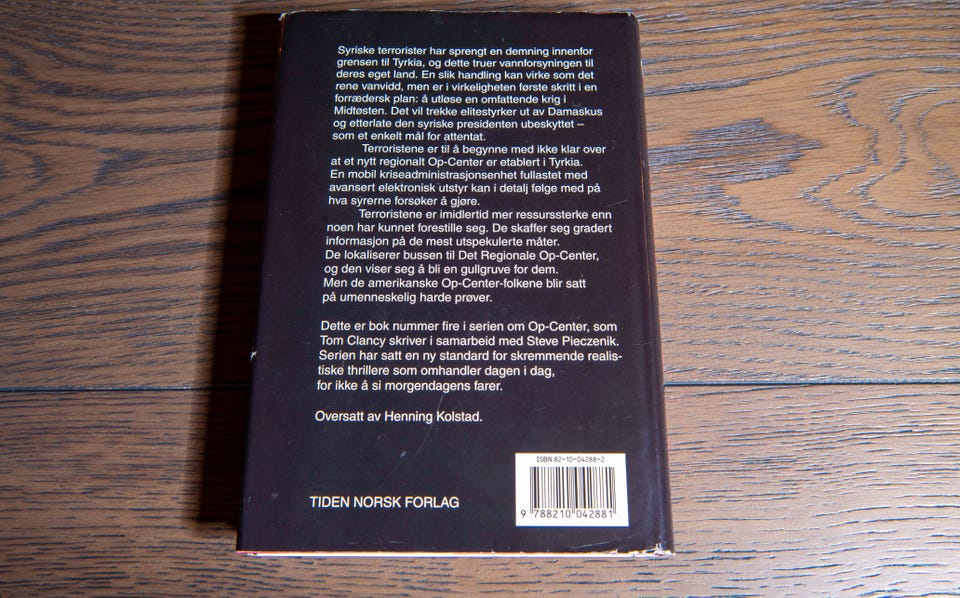 Syriske terrorister har sprengt en demning innenfor
grensen til Tyrkia, og dette truer vannforsyningen til
deres eget land. En slik handling kan virke som det
rene vanvidd, men er i virkeligheten første skritt i en
forrædersk plan: å utløse en omfattende krig i
Midtøsten. Det vil trekke elitestyrker ut av Damaskus
og etterlate den syriske presidenten ubeskyttet –
som et enkelt mål for attentat.
Terroristene er til å begynne med ikke klar over
at et nytt regionalt Op-Center er etablert i Tyrkia.
En mobil kriseadministrasjonsenhet fullastet med
avansert elektronisk utstyr kan i detalj følge med på
hva syrerne forsøker å gjøre.
Terroristene er imidlertid mer ressurssterke enn
noen har kunnet forestille seg. De skaffer seg gradert
informasjon på de mest utspekulerte måter.
De lokaliserer bussen til Det Regionale Op-Center,
og den viser seg å bli en gullgruve for dem.
Men de amerikanske Op-Center-folkene blir satt
på umenneskelig harde prøver.
Dette er bok nummer fire i serien om Op-Center, som
Tom Clancy skriver i samarbeid med Steve Pieczenik.
Serien har satt en ny standard for skremmende realis-
tiske thrillere som omhandler dagen i dag,
for ikke å si morgendagens farer.
Oversatt av Henning Kolstad.
ISBN 82-10-04288-2
TIDEN NORSK FORLAG
9 788210 042881